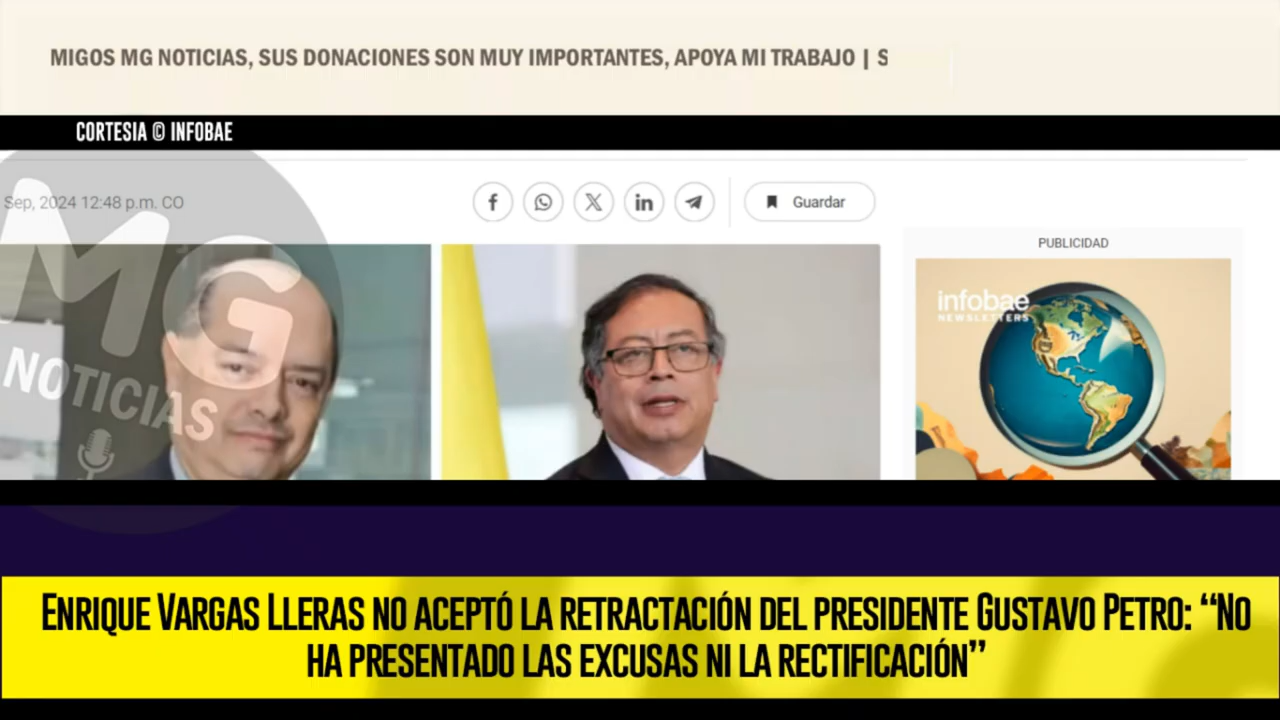 MIGOS MG NOTICIAS, SUS DONACIONES SON MUY IMPORTANTES, APOYA MI TRABAJO | S
CORTESIA © INFOBAE
Sep, 2024 12:48 p.m. CO
Guardar
PUBLICIDAD
infobae
NEWSLETTERS
MG
NOTICIAS
ENRIQUE VARGAS LLERAS NO ACEPTÓ LA RETRACTACIÓN DEL PRESIDENTE GUSTAVO PETRO: “NO
HA PRESENTADO LAS EXCUSAS NI LA RECTIFICACIÓN”